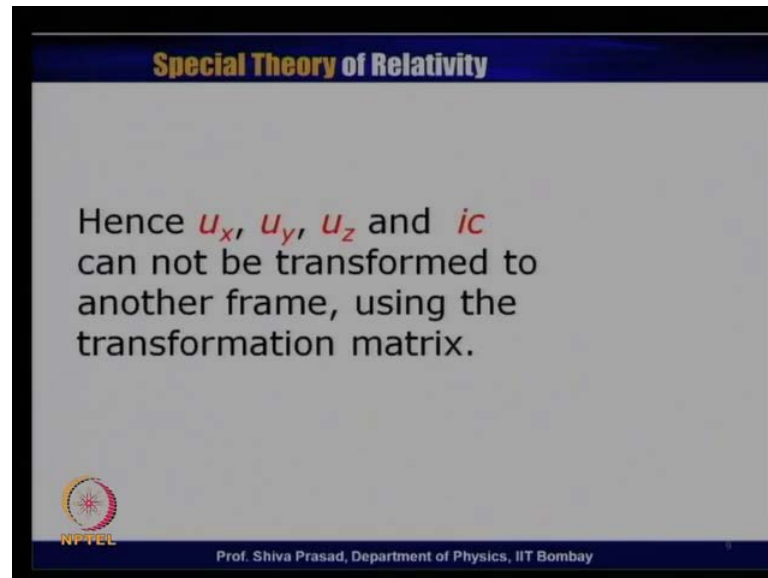 Special Theory of Relativity
Hence u_x, u_y, u_z and ic
can not be transformed to
another frame, using the
transformation matrix.
NPTEL
Prof. Shiva Prasad, Department of Physics, IIT Bombay